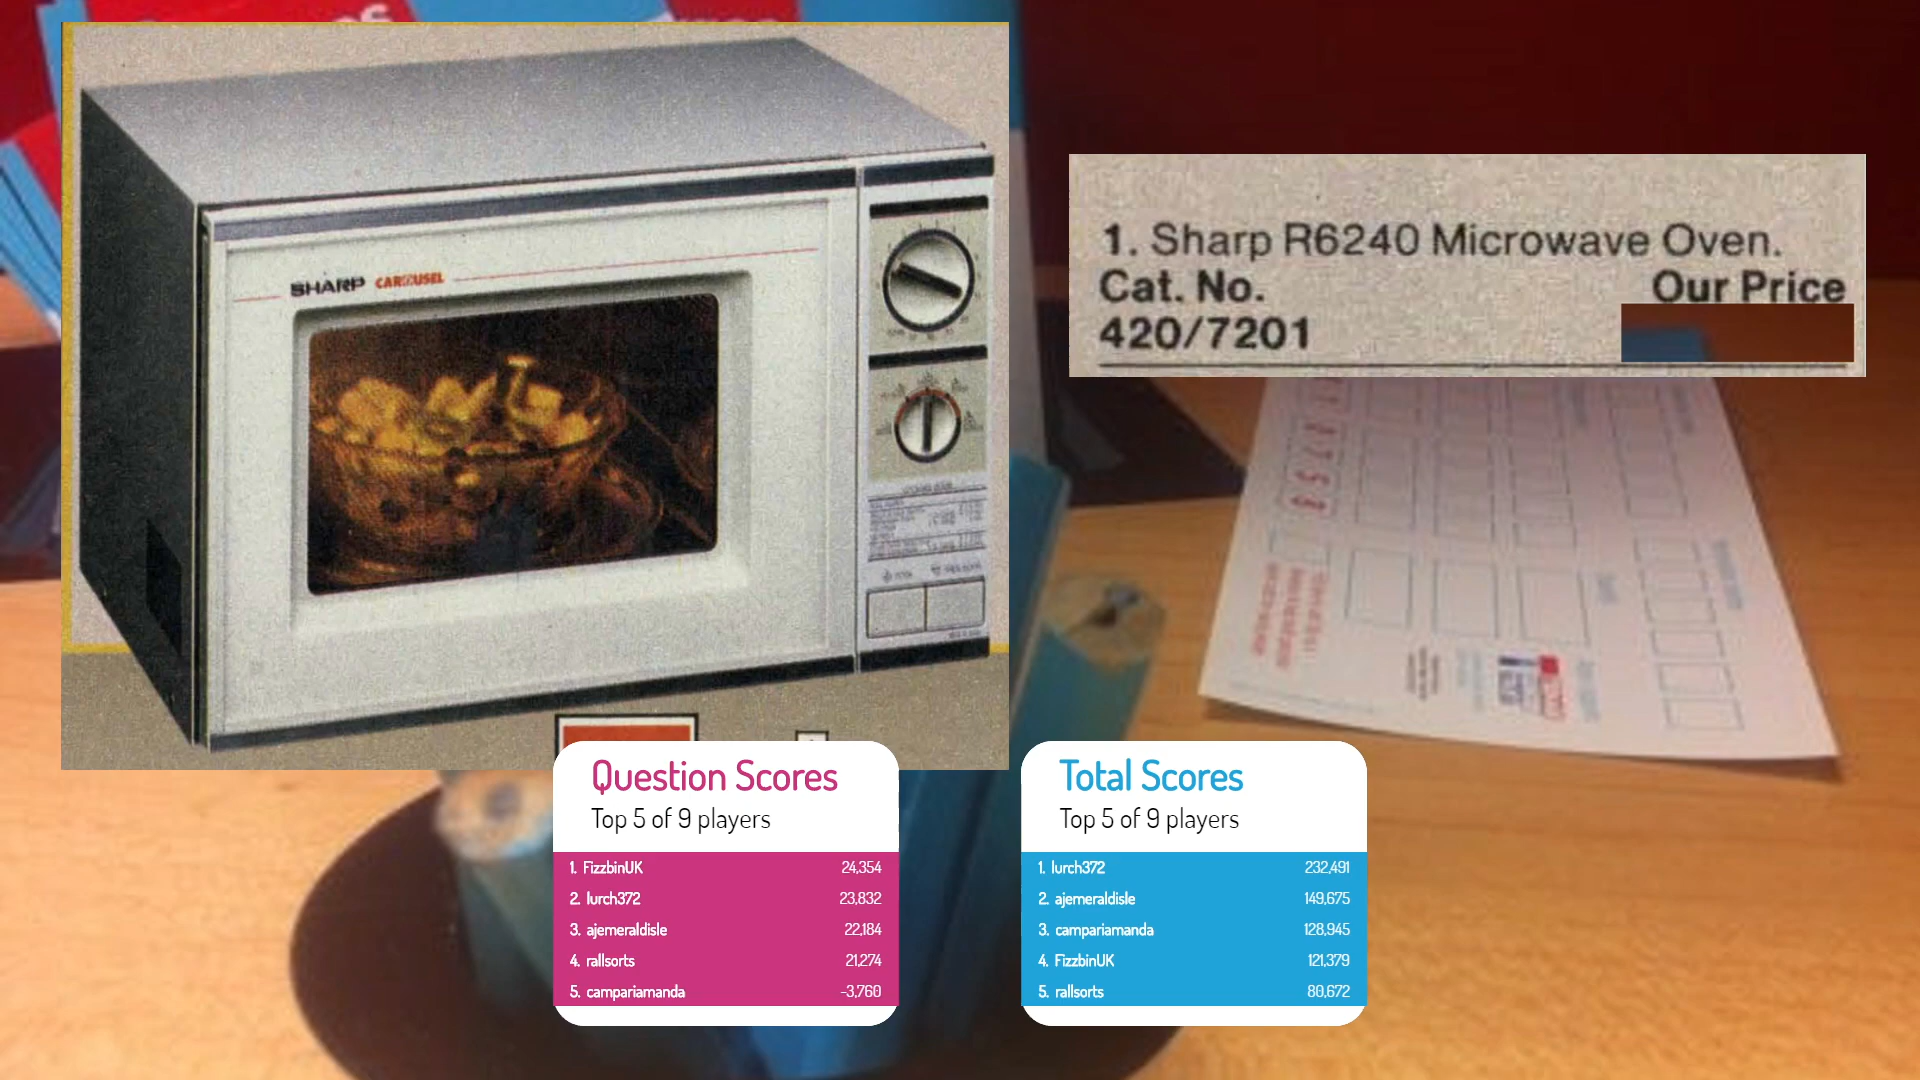 SHARP CAROUSEL
1. Sharp R6240 Microwave Oven.
Cat. No. Our Price
420/7201
Question Scores
Top 5 of 9 players
1. FizzbinUK 24,354
2. lurch372 23,832
3. ajemeraldisle 22,184
4. rallsorts 21,274
5. campariamanda -3,760
Total Scores
Top 5 of 9 players
1. lurch372 232,491
2. ajemeraldisle 149,675
3. campariamanda 128,945
4. FizzbinUK 121,379
5. rallsorts 80,672